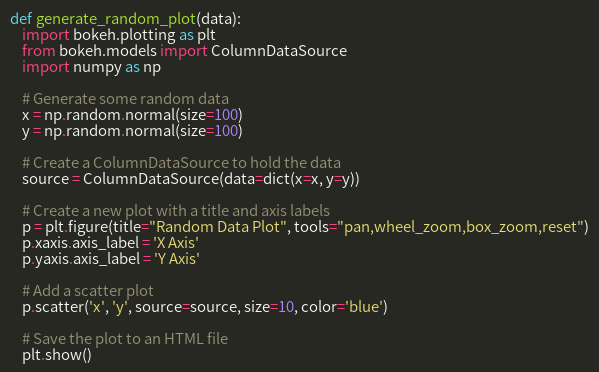 def generate_random_plot(data):
    import bokeh.plotting as plt
    from bokeh.models import ColumnDataSource
    import numpy as np

    # Generate some random data
    x = np.random.normal(size=100)
    y = np.random.normal(size=100)

    # Create a ColumnDataSource to hold the data
    source = ColumnDataSource(data=dict(x=x, y=y))

    # Create a new plot with a title and axis labels
    p = plt.figure(title="Random Data Plot", tools="pan,wheel_zoom,box_zoom,reset")
    p.xaxis.axis_label = 'X Axis'
    p.yaxis.axis_label = 'Y Axis'

    # Add a scatter plot
    p.scatter('x', 'y', source=source, size=10, color='blue')

    # Save the plot to an HTML file
    plt.show()